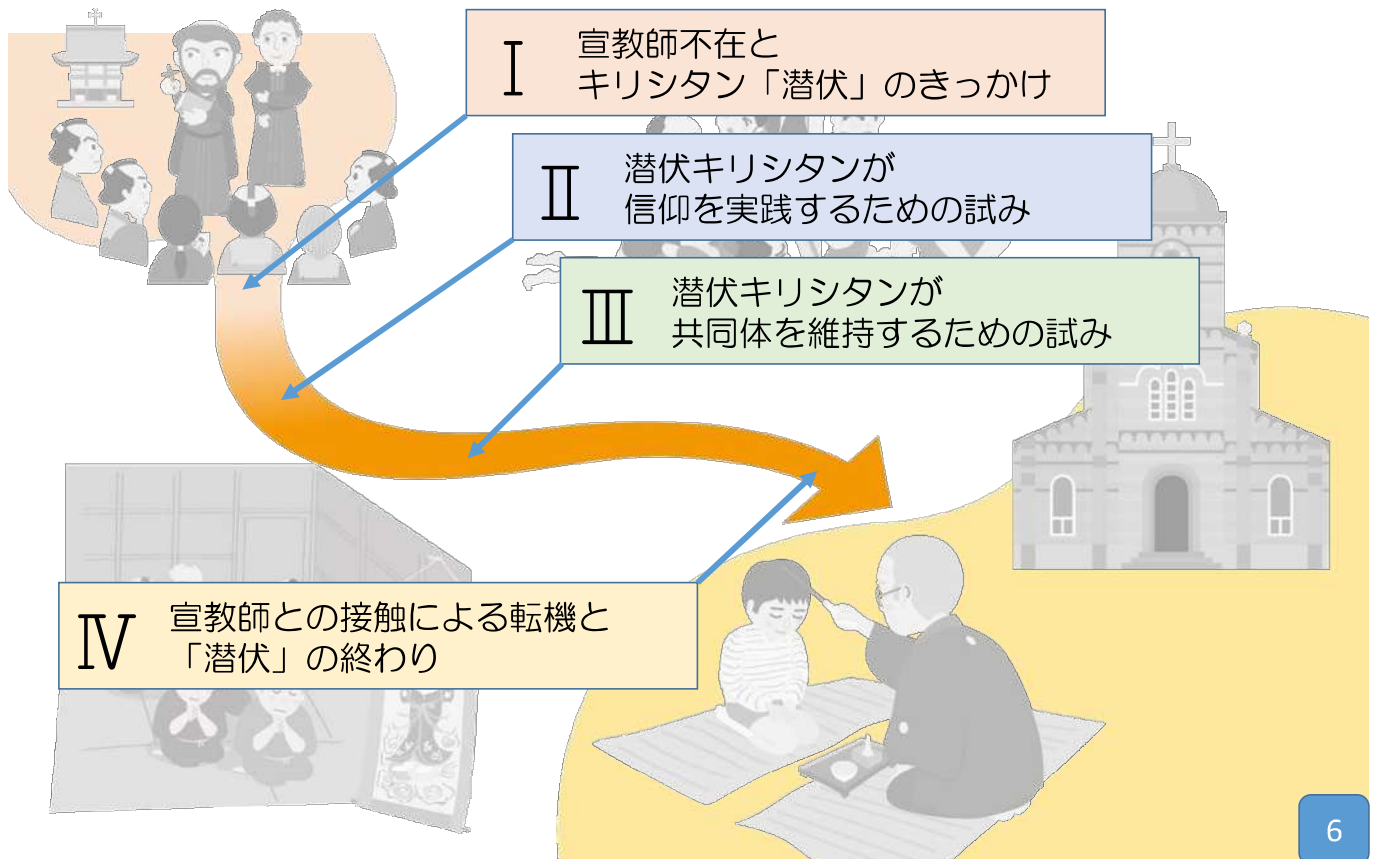 Ⅰ
宣教師不在と
キリシタン「潜伏」のきっかけ
Ⅱ
潜伏キリシタンが
信仰を実践するための試み
Ⅲ
潜伏キリシタンが
共同体を維持するための試み
Ⅳ
宣教師との接触による転機と
「潜伏」の終わり
6